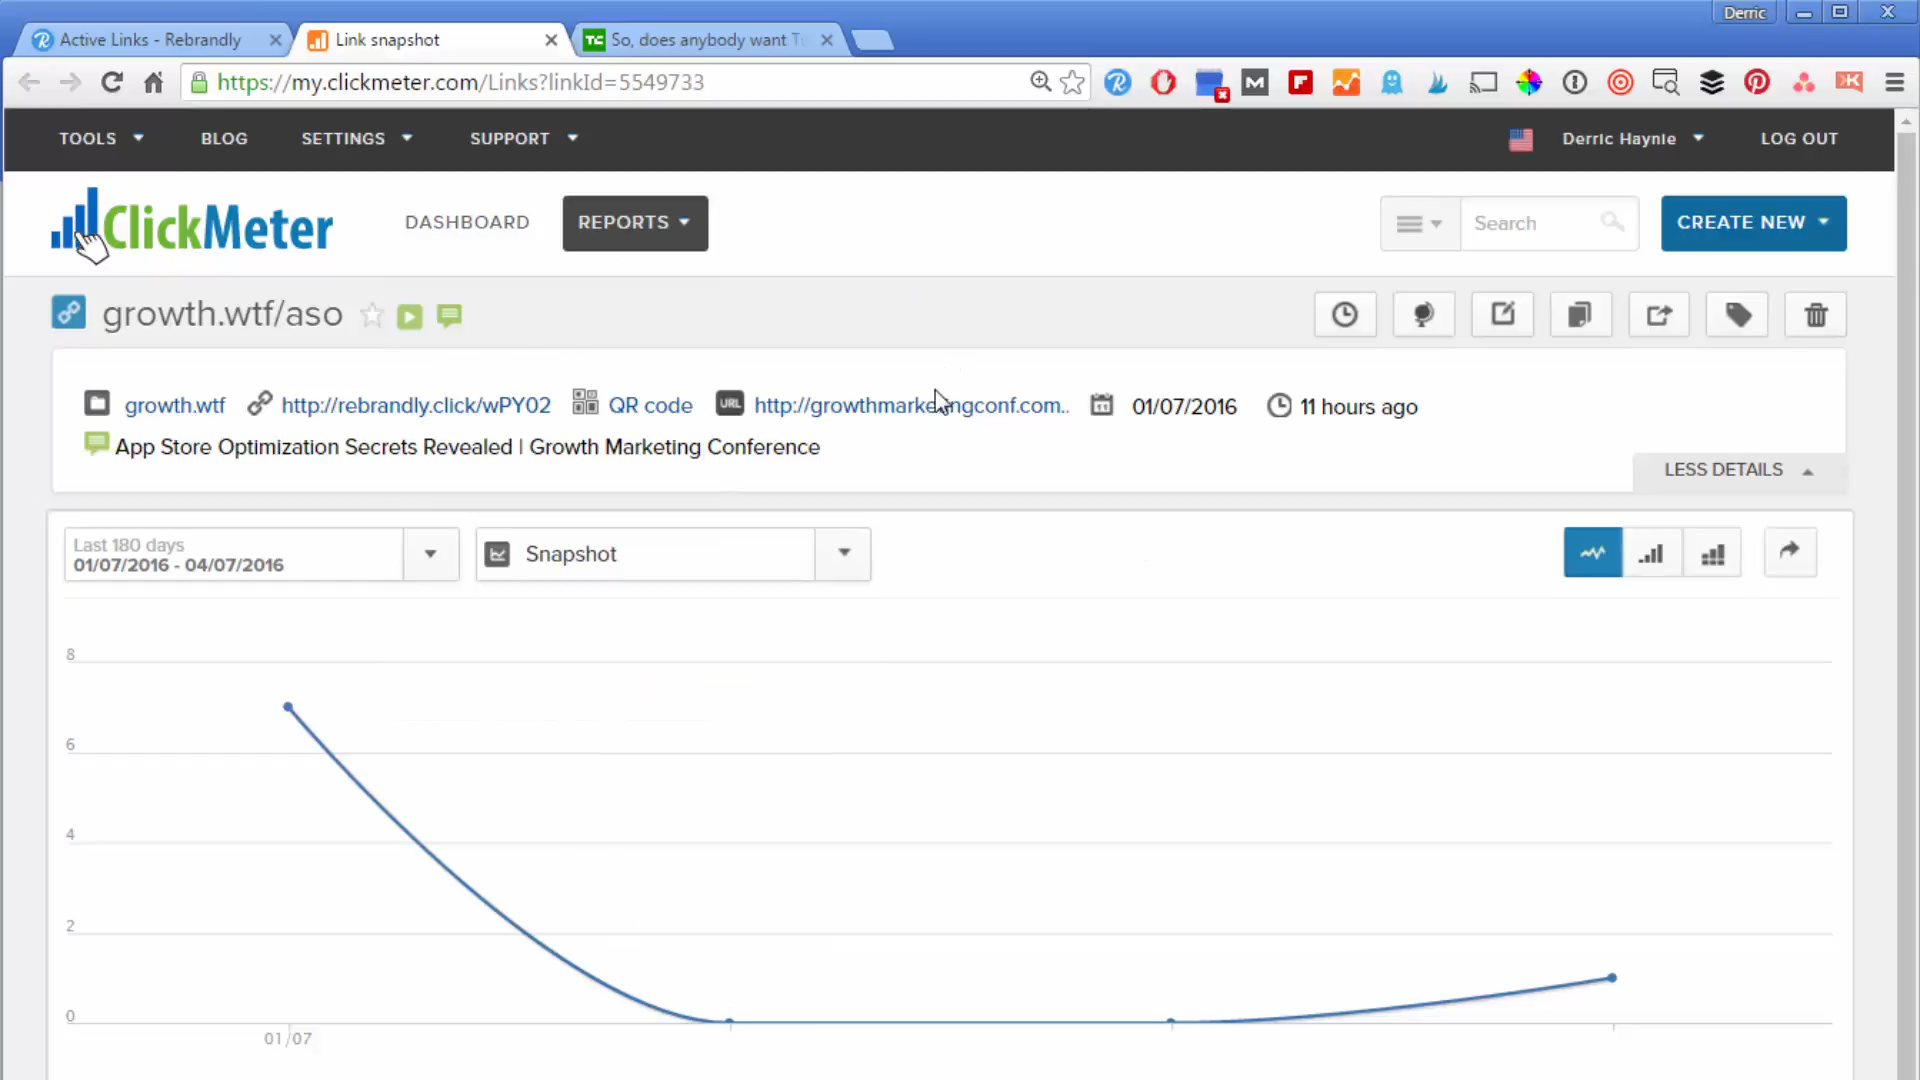 Derric
Active Links - Rebrandly
Link snapshot
TC So, does anybody want
https://my.clickmeter.com/Links?linkId=5549733
TOOLS BLOG SETTINGS SUPPORT Derric Haynie LOG OUT
ClickMeter DASHBOARD REPORTS Search CREATE NEW
growth.wtf/aso
growth.wtf http://rebrandly.click/wPY02 QR code URL http://growthmarketingconf.com.. 01/07/2016 11 hours ago
App Store Optimization Secrets Revealed | Growth Marketing Conference
LESS DETAILS
Last 180 days
01/07/2016 - 04/07/2016
Snapshot
8
6
4
2
0
01/07